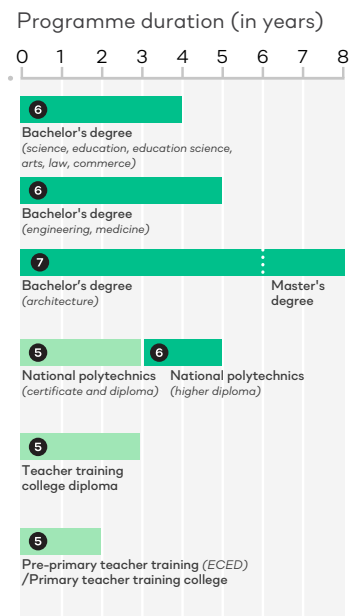 Programme duration (in years)
0 1 2 3 4 5 6 7 8
6
Bachelor's degree
(science, education, education science,
arts, law, commerce)
6
Bachelor's degree
(engineering, medicine)
7
Bachelor’s degree Master's
(architecture) degree
5 6
National polytechnics National polytechnics
(certificate and diploma) (higher diploma)
5
Teacher training
college diploma
5
Pre-primary teacher training (ECED)
/Primary teacher training college